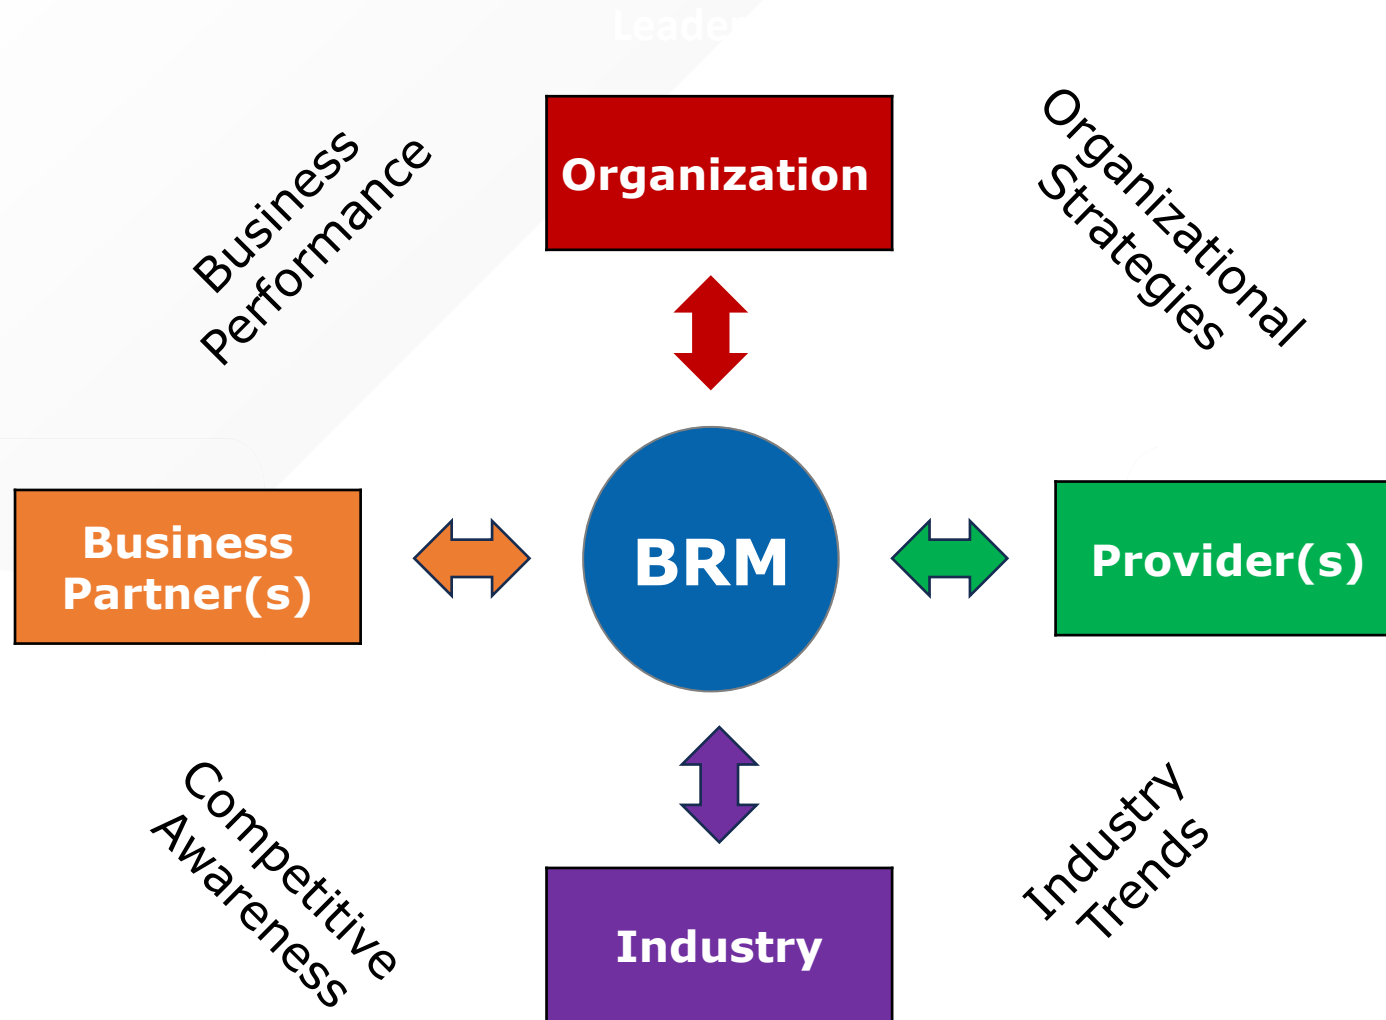 Organization
Business
Performance
Organizational
Strategies
Business
Partner(s)
BRM
Provider(s)
Competitive
Awareness
Industry
Trends
Industry